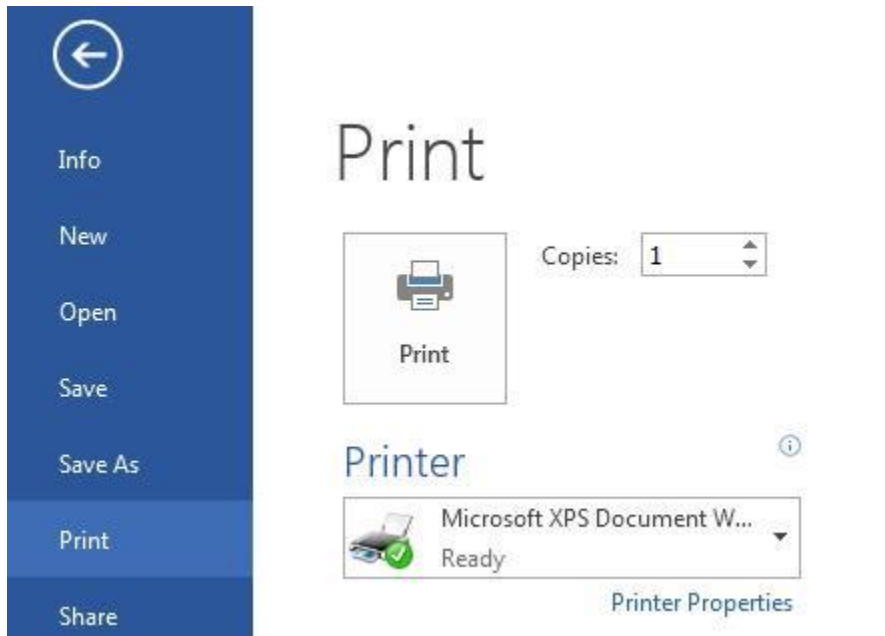 Info
New
Open
Save
Save As
Print
Share
Print
Print
Copies: 1
Printer
Microsoft XPS Document W...
Ready
Printer Properties